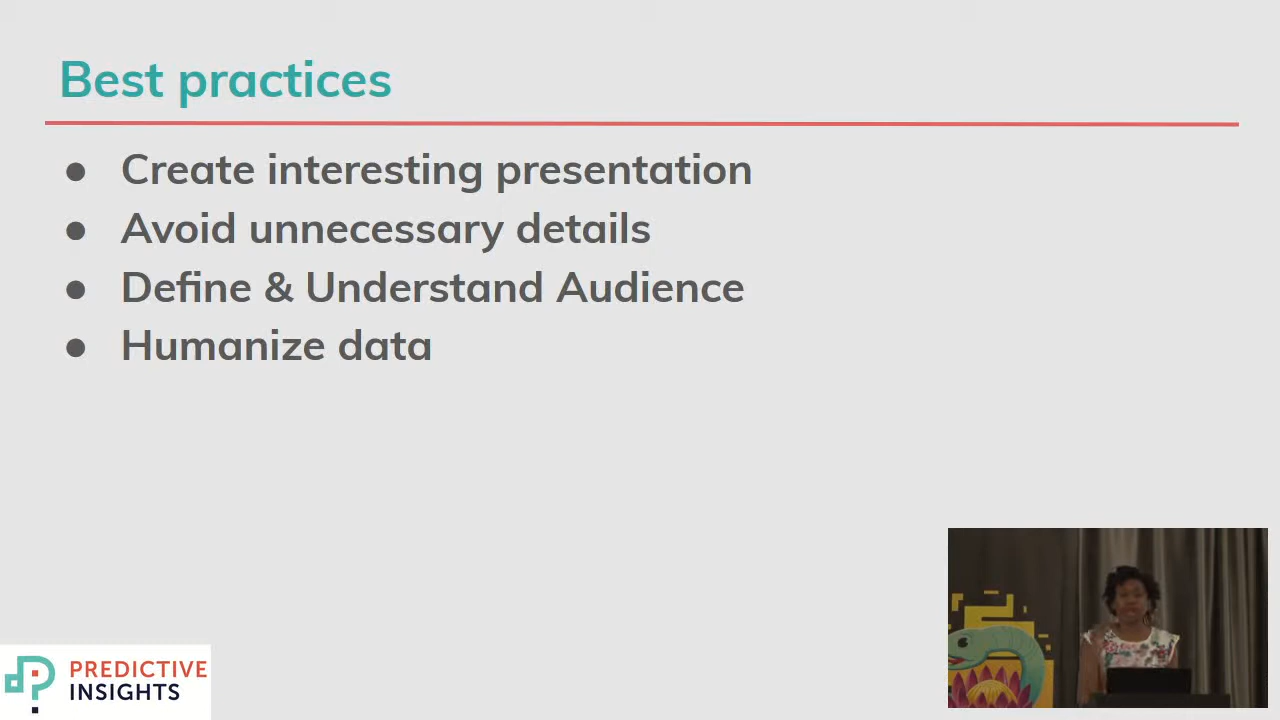 Best practices
● Create interesting presentation
● Avoid unnecessary details
● Define & Understand Audience
● Humanize data
PREDICTIVE
INSIGHTS